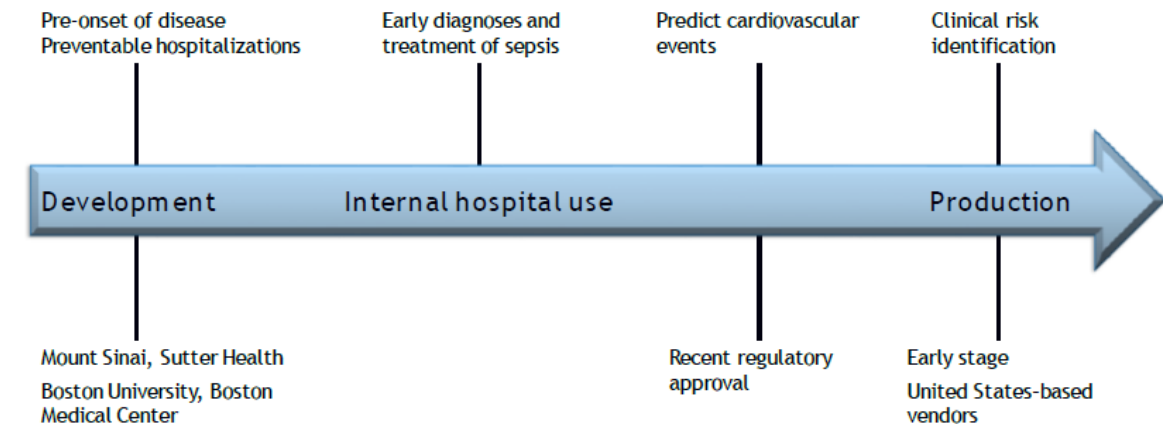 Pre-onset of disease
Preventable hospitalizations
Early diagnoses and
treatment of sepsis
Predict cardiovascular
events
Clinical risk
identification
Development
Internal hospital use
Production
Mount Sinai, Sutter Health
Boston University, Boston
Medical Center
Recent regulatory
approval
Early stage
United States-based
vendors